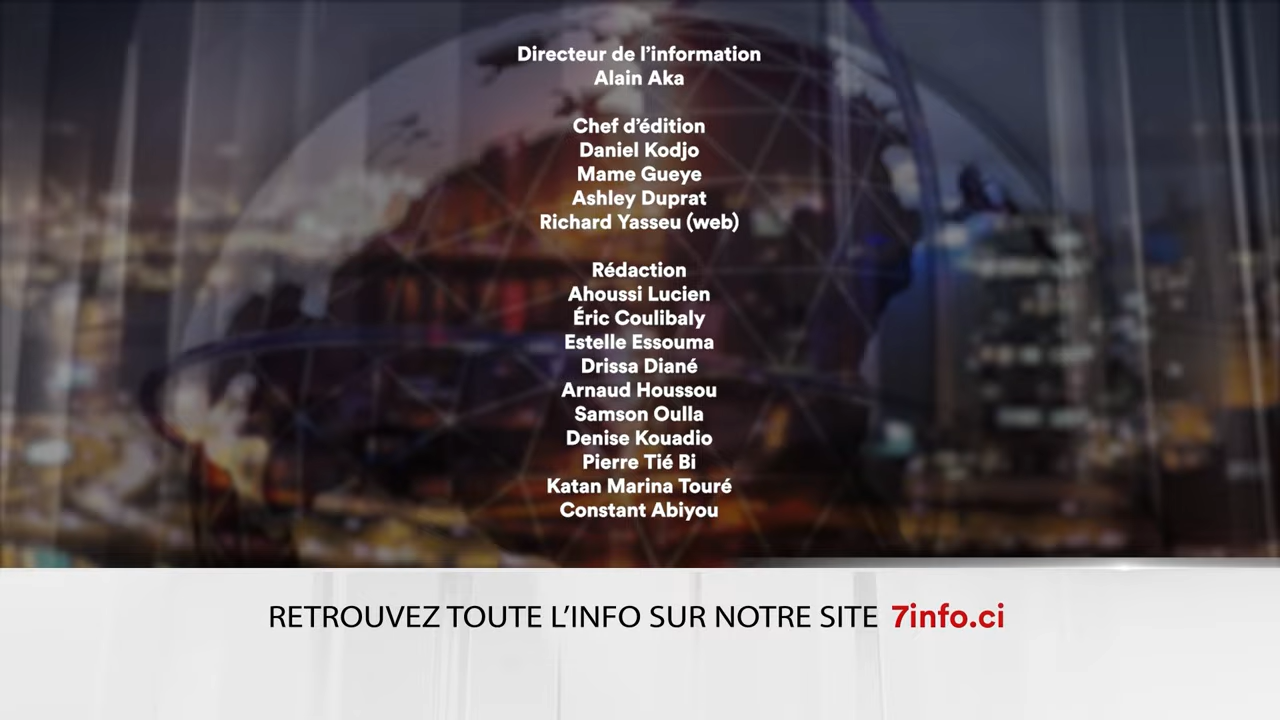 Directeur de l’information
Alain Aka
Chef d’édition
Daniel Kodjo
Mame Gueye
Ashley Duprat
Richard Yasseu (web)
Rédaction
Ahoussi Lucien
Éric Coulibaly
Estelle Essouma
Drissa Diané
Arnaud Houssou
Samson Oulla
Denise Kouadio
Pierre Tié Bi
Katan Marina Touré
Constant Abiyou
RETROUVEZ TOUTE L’INFO SUR NOTRE SITE 7info.ci